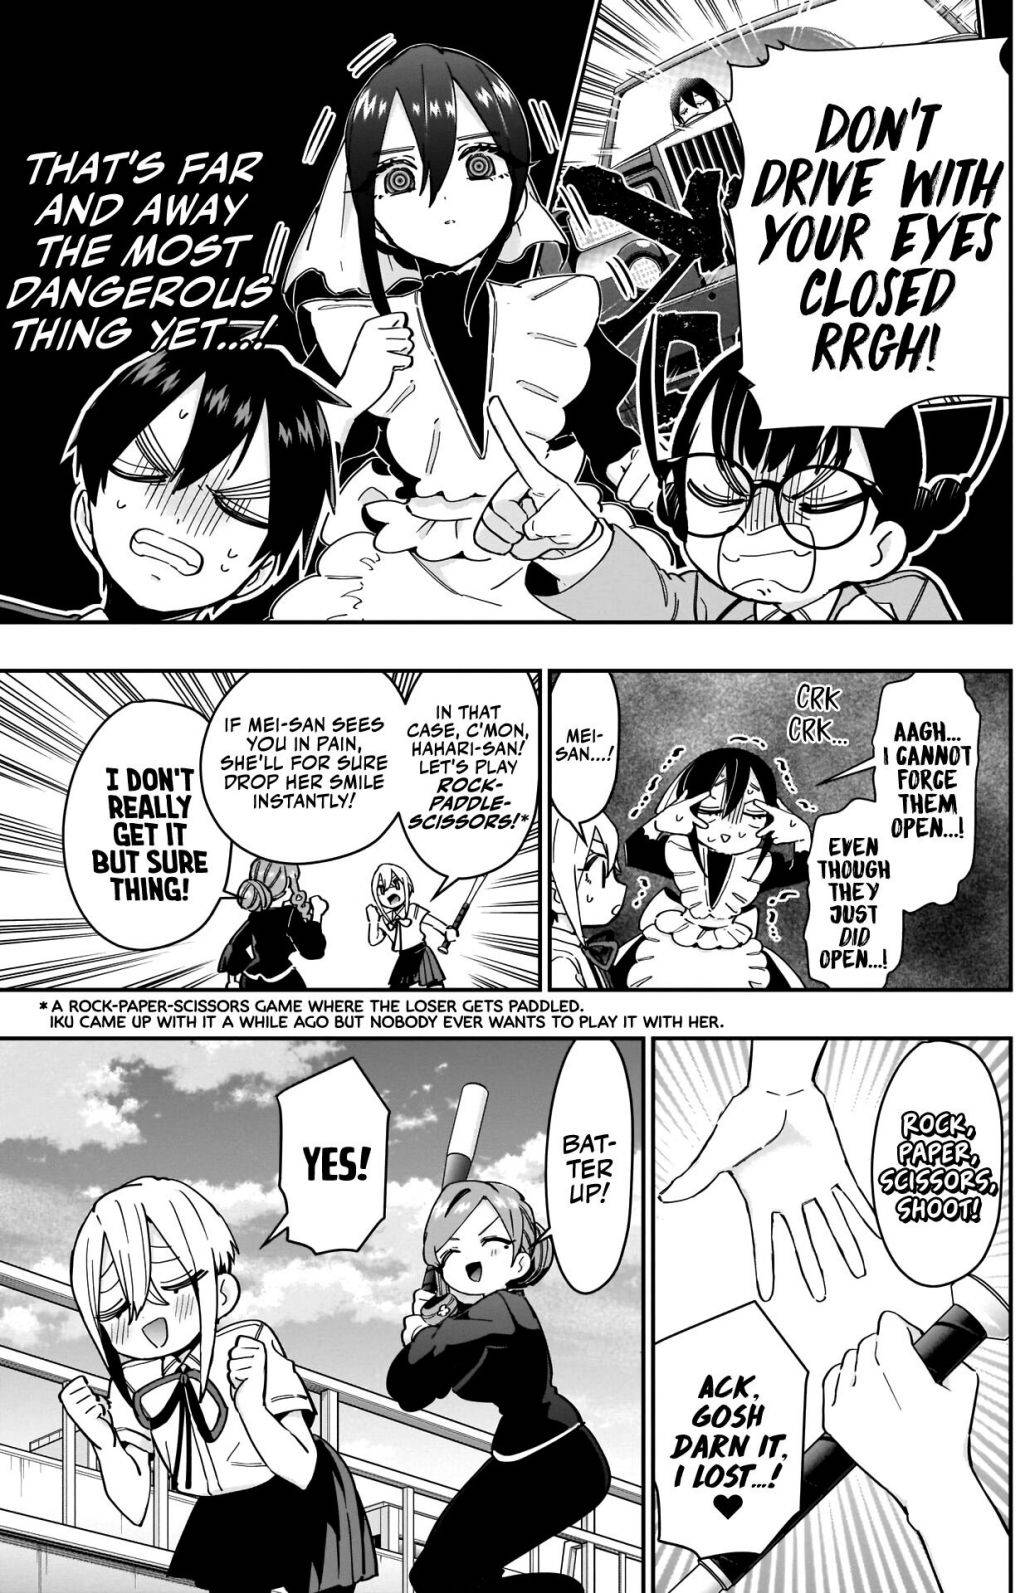 DON'T
DRIVE WITH
YOUR EYES
CLOSED
RRGH!
THAT'S FAR
AND AWAY
THE MOST
DANGEROUS
THING YET...!
AAGH...
I CANNOT
FORCE
THEM
OPEN...!
EVEN
THOUGH
THEY
JUST
DID
OPEN...!
CRK
CRK...
MEI-
SAN...!
IN THAT
CASE, C'MON,
HAHARI-SAN!
LET'S PLAY
ROCK-
PADDLE-
SCISSORS!*
IF MEI-SAN SEES
YOU IN PAIN,
SHE'LL FOR SURE
DROP HER SMILE
INSTANTLY!
I DON'T
REALLY
GET IT
BUT SURE
THING!
* A ROCK-PAPER-SCISSORS GAME WHERE THE LOSER GETS PADDLED.
IKU CAME UP WITH IT A WHILE AGO BUT NOBODY EVER WANTS TO PLAY IT WITH HER.
ROCK,
PAPER,
SCISSORS,
SHOOT!
ACK,
GOSH
DARN IT,
I LOST...!
♥
BAT-
TER
UP!
YES!